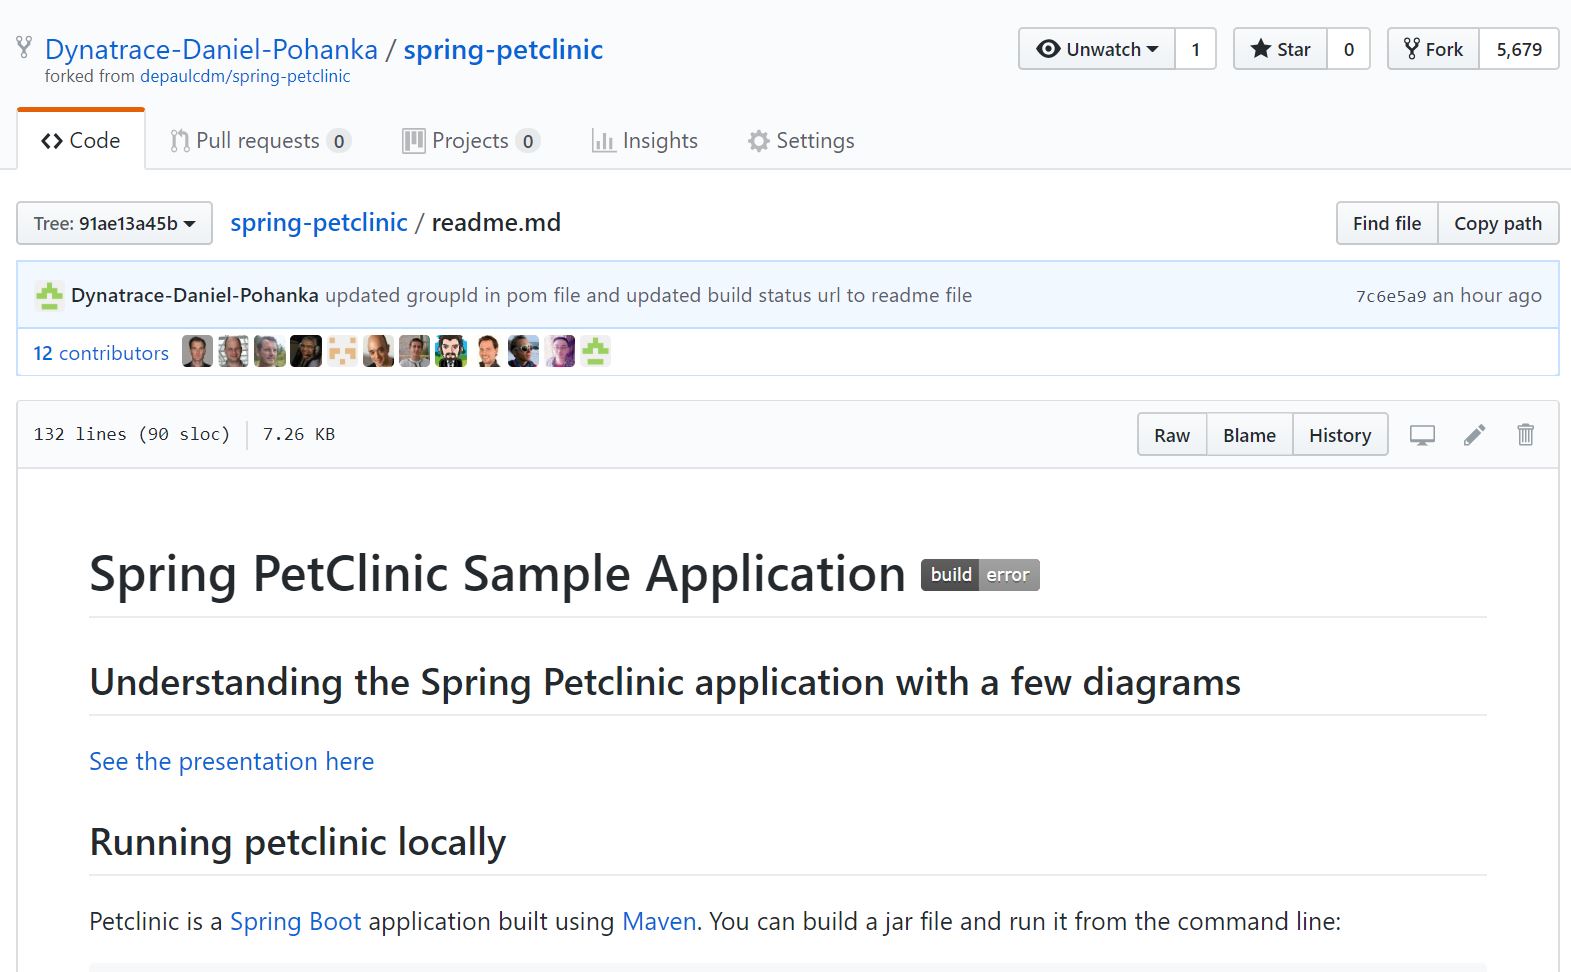 Dynatrace-Daniel-Pohanka / spring-petclinic
forked from depaulcdm/spring-petclinic
Unwatch 1 Star 0 Fork 5,679
Code Pull requests 0 Projects 0 Insights Settings
Tree: 91ae13a45b spring-petclinic / readme.md Find file Copy path
Dynatrace-Daniel-Pohanka updated groupId in pom file and updated build status url to readme file 7c6e5a9 an hour ago
12 contributors
132 lines (90 sloc) 7.26 KB Raw Blame History
Spring PetClinic Sample Application build error
Understanding the Spring Petclinic application with a few diagrams
See the presentation here
Running petclinic locally
Petclinic is a Spring Boot application built using Maven. You can build a jar file and run it from the command line: